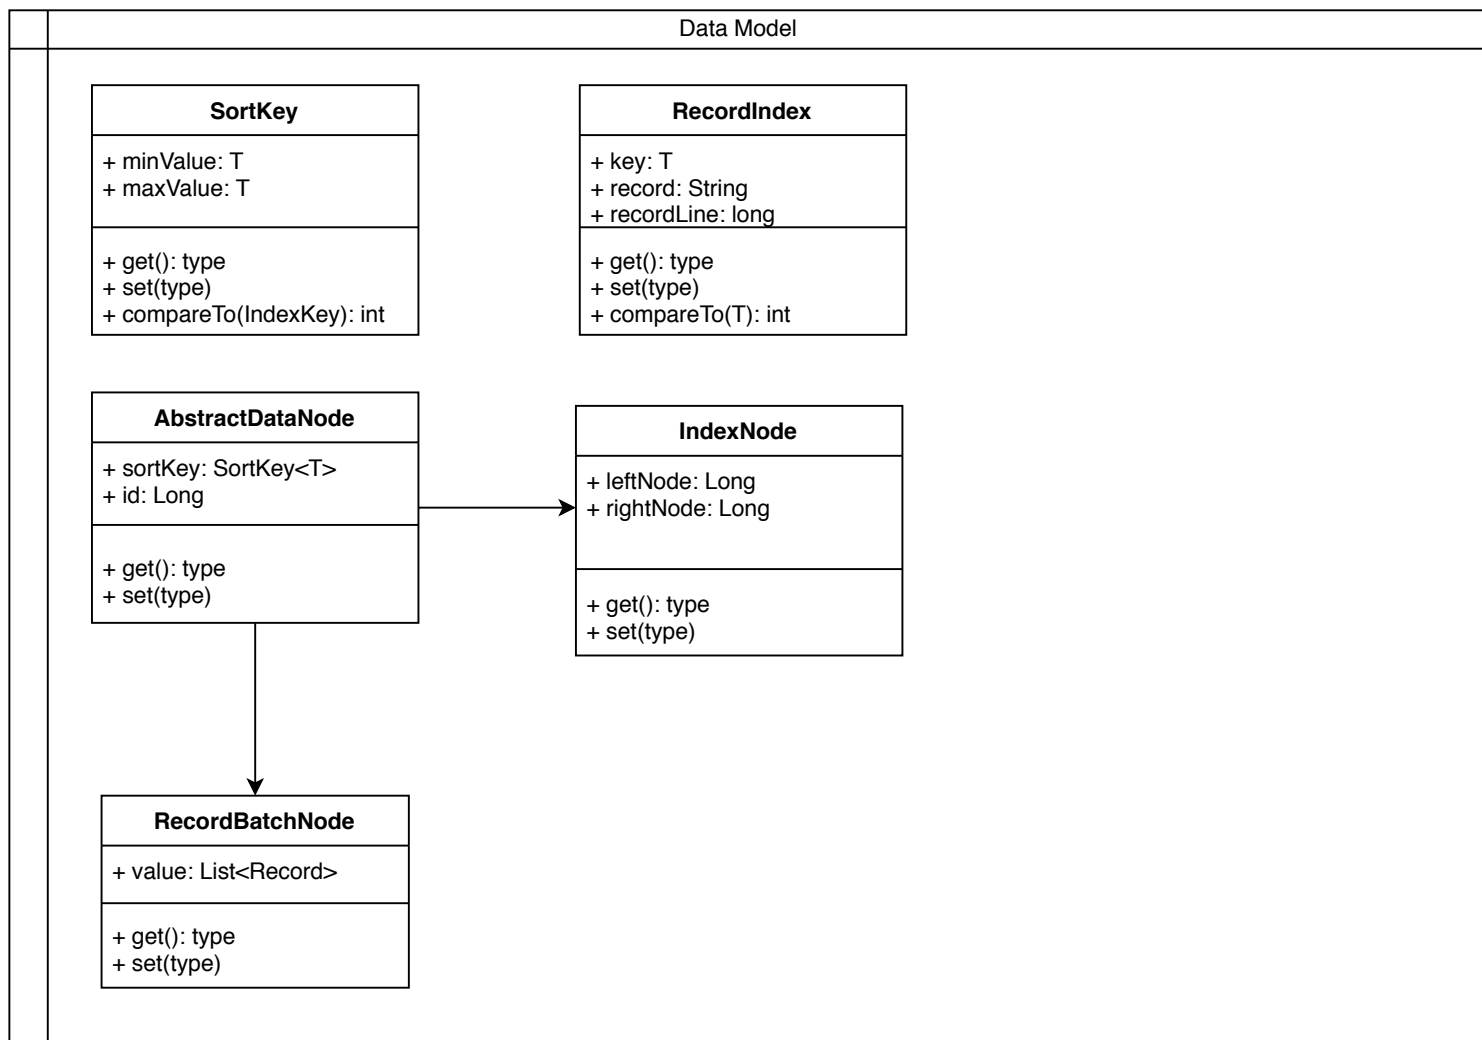 Data Model
SortKey
+ minValue: T
+ maxValue: T
+ get(): type
+ set(type)
+ compareTo(IndexKey): int
RecordIndex
+ key: T
+ record: String
+ recordLine: long
+ get(): type
+ set(type)
+ compareTo(T): int
AbstractDataNode
+ sortKey: SortKey<T>
+ id: Long
+ get(): type
+ set(type)
IndexNode
+ leftNode: Long
+ rightNode: Long
+ get(): type
+ set(type)
RecordBatchNode
+ value: List<Record>
+ get(): type
+ set(type)